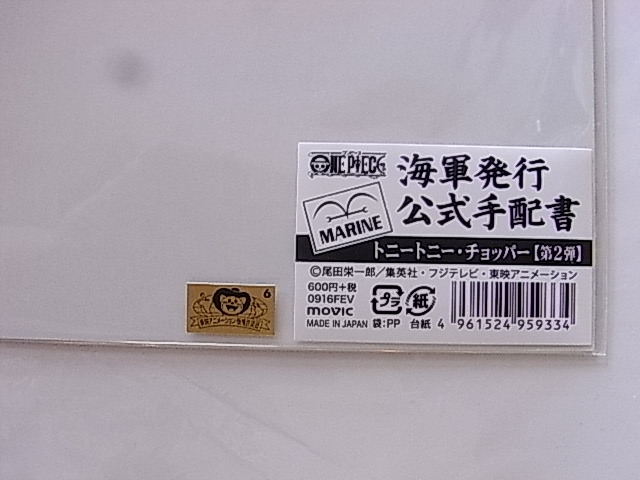 ONE PIECE
海軍発行
公式手配書
MARINE
トニートニー・チョッパー【第2弾】
©尾田栄一郎／集英社・フジテレビ・東映アニメーション
600円+税
0916FEV
movic
MADE IN JAPAN
プラ
袋:PP
紙
台紙
4 961524 959334
6